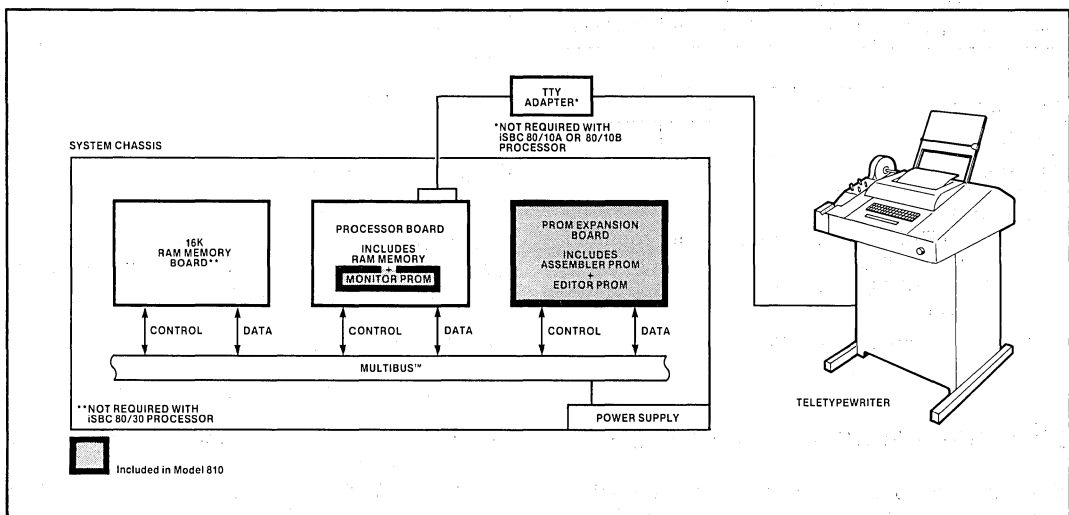 TTY
ADAPTER*
*NOT REQUIRED WITH
iSBC 80/10A OR 80/10B
PROCESSOR
SYSTEM CHASSIS
16K
RAM MEMORY
BOARD**
PROCESSOR BOARD
INCLUDES
RAM MEMORY
+
MONITOR PROM
PROM EXPANSION
BOARD
INCLUDES
ASSEMBLER PROM
+
EDITOR PROM
CONTROL
DATA
CONTROL
DATA
CONTROL
DATA
MULTIBUS™
**NOT REQUIRED WITH
iSBC 80/30 PROCESSOR
POWER SUPPLY
TELETYPEWRITER
Included in Model 810